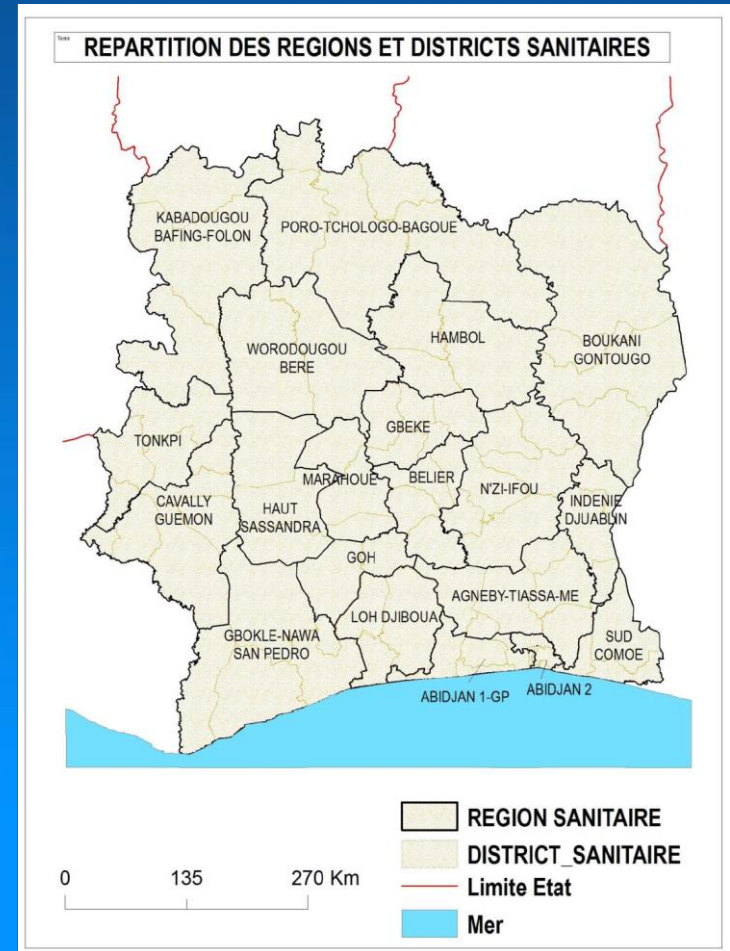 Texte
REPARTITION DES REGIONS ET DISTRICTS SANITAIRES
KABADOUGOU
BAFING-FOLON
PORO-TCHOLOGO-BAGOUE
WORODOUGOU
BERE
HAMBOL
BOUKANI
GONTOUGO
TONKPI
GBEKE
CAVALLY
GUEMON
HAUT
SASSANDRA
MARAHOUE
BELIER
N'ZI-IFOU
INDENIE
DJUABLIN
GOH
AGNEBY-TIASSA-ME
LOH DJIBOUA
GBOKLE-NAWA
SAN PEDRO
SUD
COMOE
ABIDJAN 1-GP
ABIDJAN 2
REGION SANITAIRE
DISTRICT_SANITAIRE
Limite Etat
Mer
0 135 270 Km